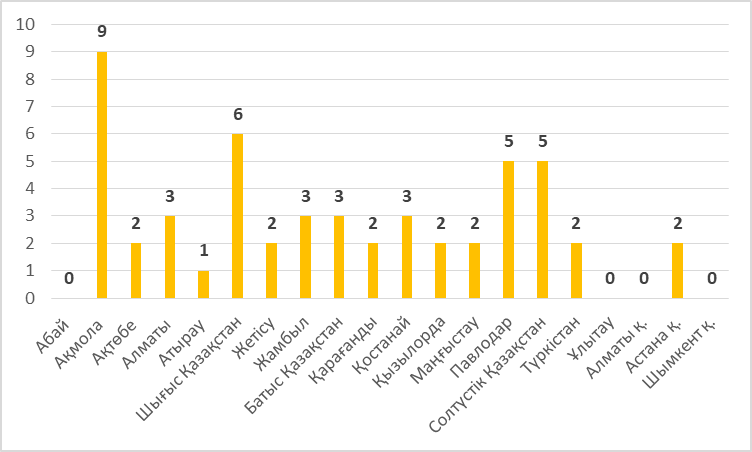 10
9
8
7
6
5
4
3
2
1
0
0
9
2
3
1
6
2
3
3
2
3
2
2
5
5
2
0
0
2
0
Абай
Ақмола
Ақтөбе
Алматы
Атырау
Шығыс Қазақстан
Жетісу
Жамбыл
Батыс Қазақстан
Қарағанды
Қостанай
Қызылорда
Маңғыстау
Павлодар
Солтүстік Қазақстан
Түркістан
Ұлытау
Алматы қ.
Астана қ.
Шымкент қ.